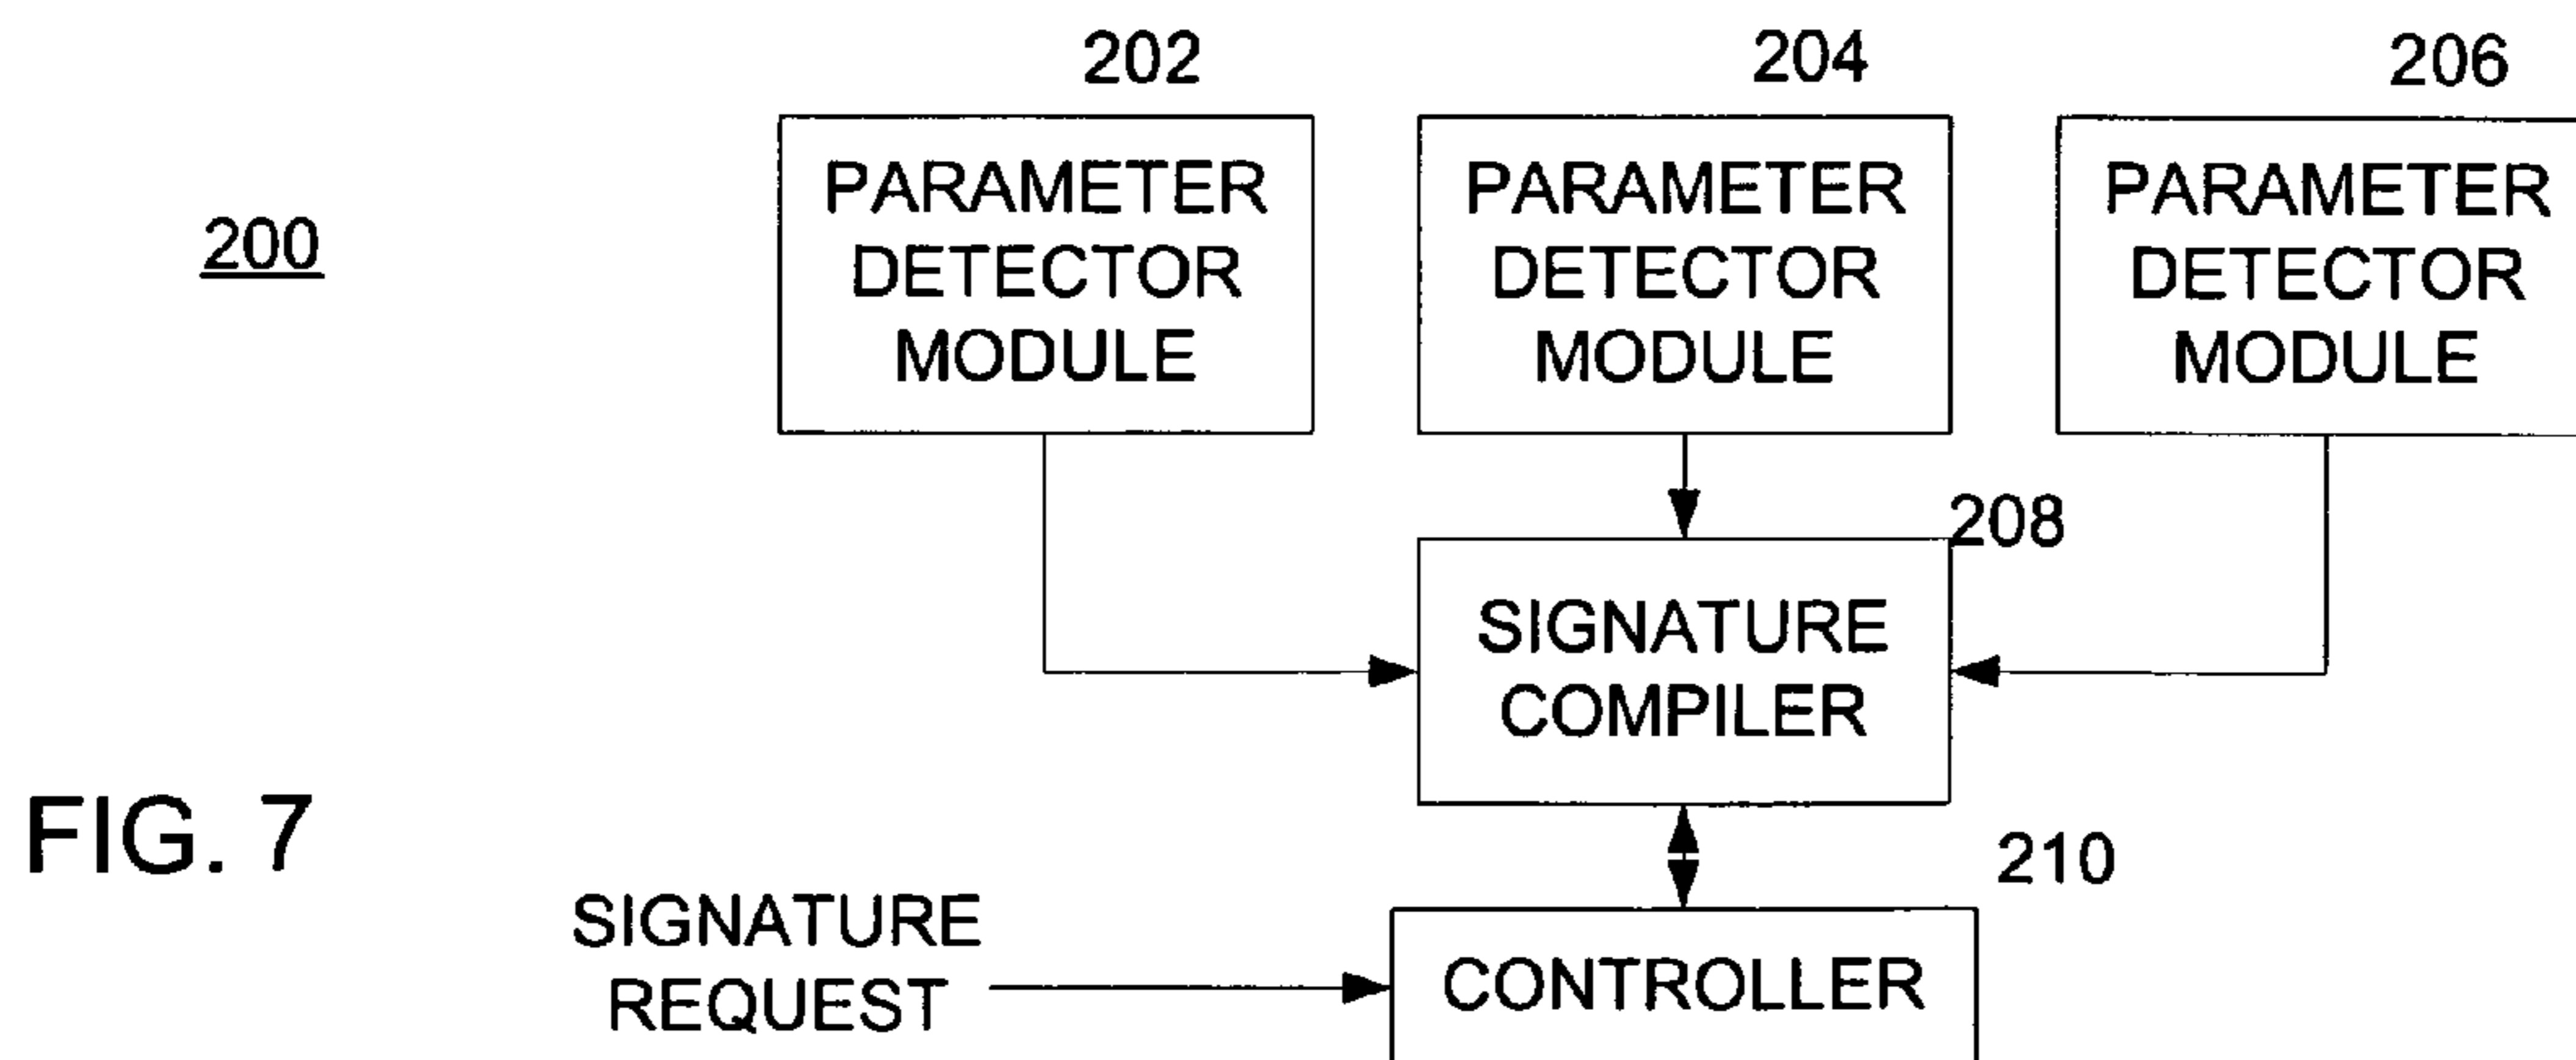 202
204
206
PARAMETER
DETECTOR
MODULE
PARAMETER
DETECTOR
MODULE
PARAMETER
DETECTOR
MODULE
200
208
SIGNATURE
COMPILER
FIG. 7
210
SIGNATURE
REQUEST
CONTROLLER